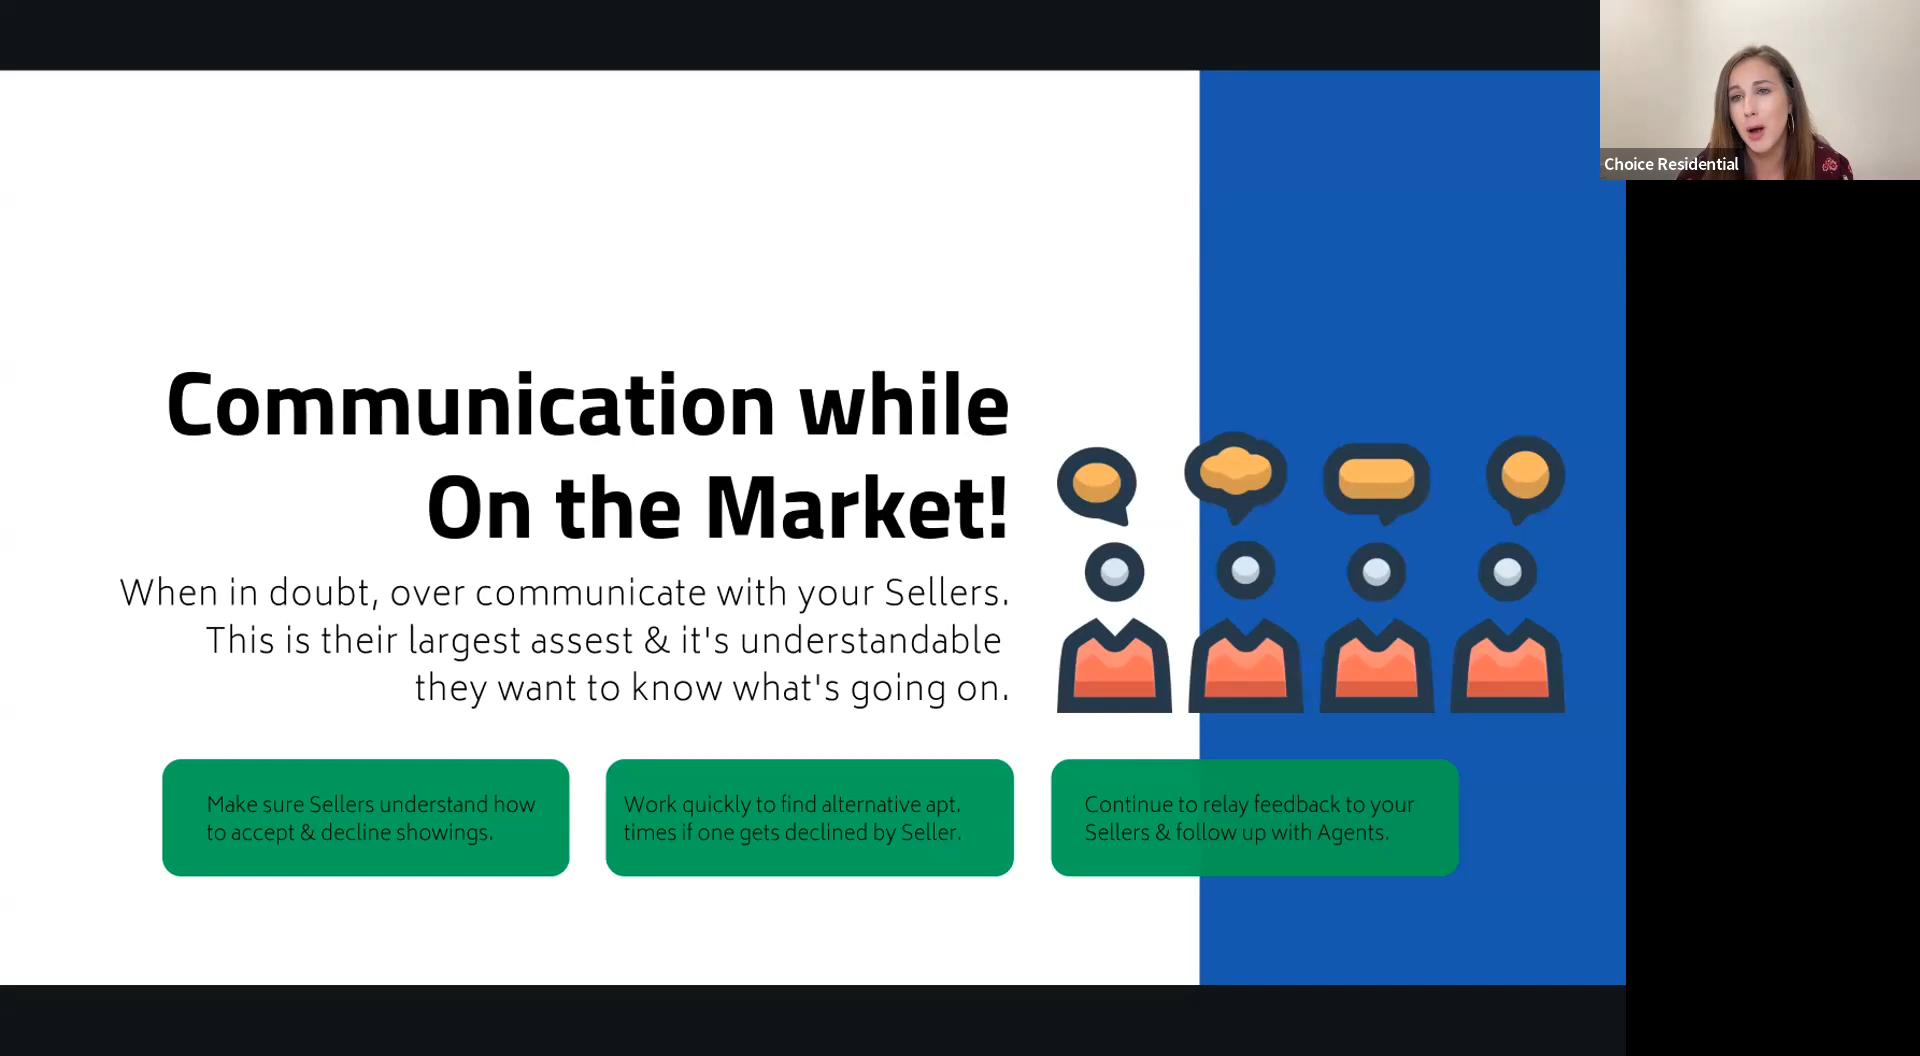 Choice Residential
Communication while
On the Market!
When in doubt, over communicate with your Sellers.
This is their largest assest & it's understandable
they want to know what's going on.
Make sure Sellers understand how
to accept & decline showings.
Work quickly to find alternative apt.
times if one gets declined by Seller.
Continue to relay feedback to your
Sellers & follow up with Agents.